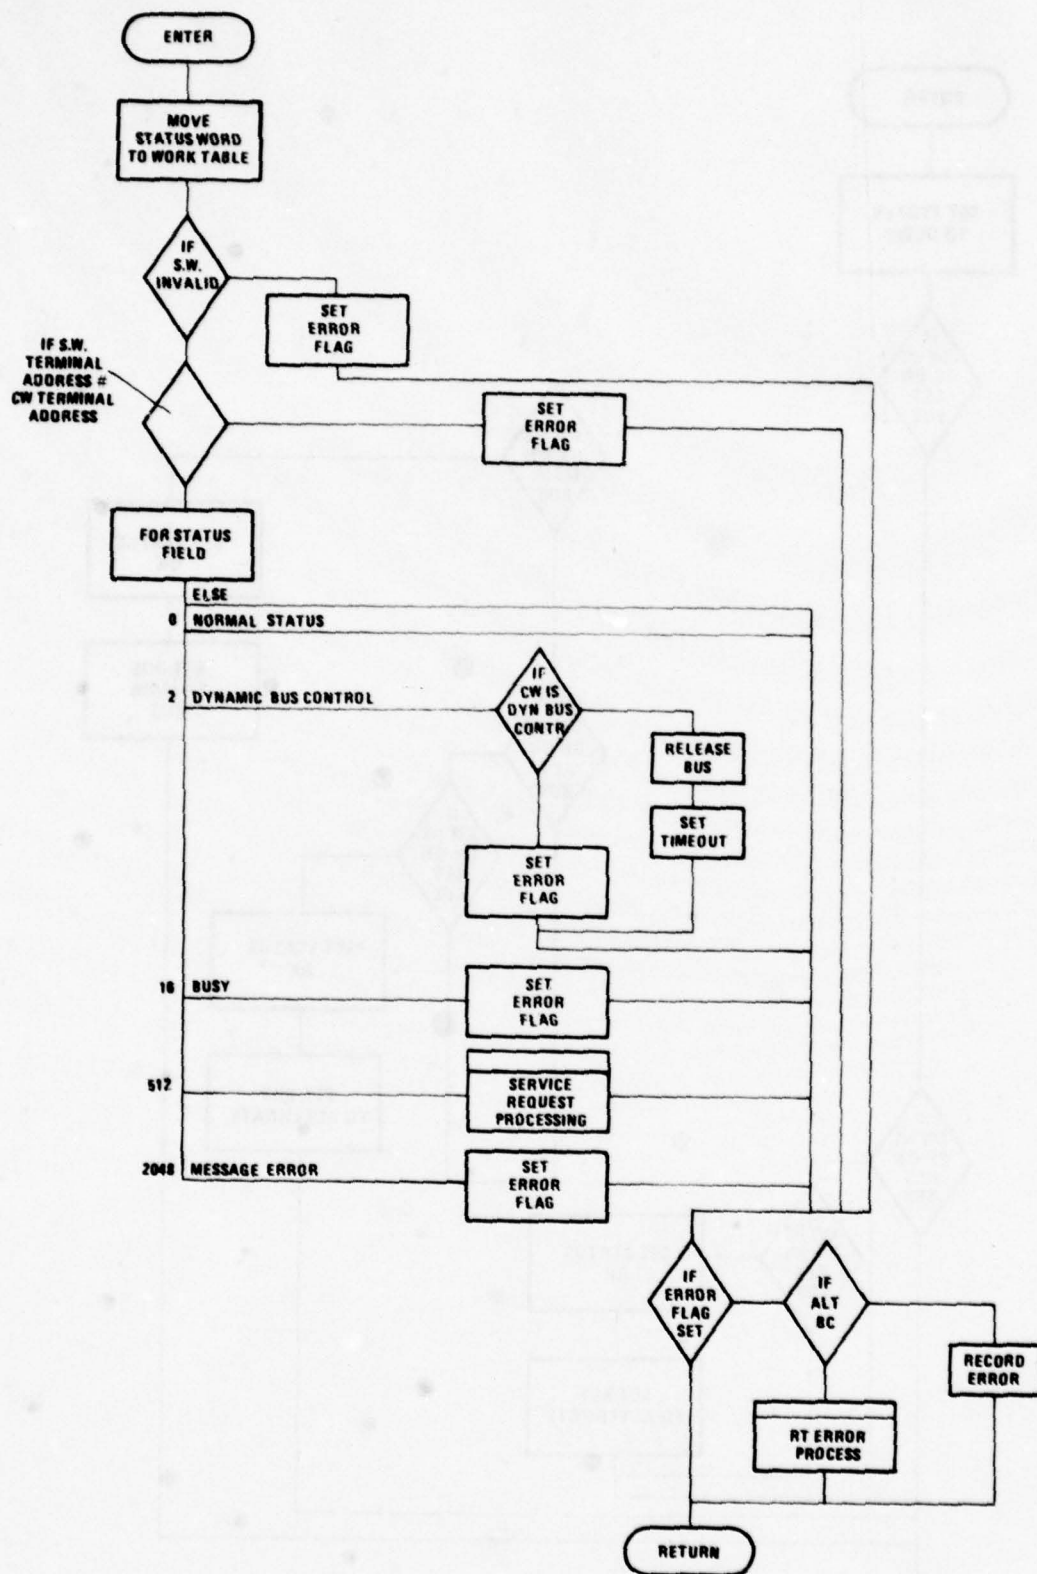 ENTER
MOVE
STATUS WORD
TO WORK TABLE
IF
S.W.
INVALID
SET
ERROR
FLAG
IF S.W.
TERMINAL
ADDRESS #
CW TERMINAL
ADDRESS
SET
ERROR
FLAG
FOR STATUS
FIELD
ELSE
0 NORMAL STATUS
2 DYNAMIC BUS CONTROL
IF
CW IS
DYN BUS
CONTR
RELEASE
BUS
SET
TIMEOUT
SET
ERROR
FLAG
16 BUSY
SET
ERROR
FLAG
512
SERVICE
REQUEST
PROCESSING
2048 MESSAGE ERROR
SET
ERROR
FLAG
IF
ERROR
FLAG
SET
IF
ALT
BC
RECORD
ERROR
RT ERROR
PROCESS
RETURN